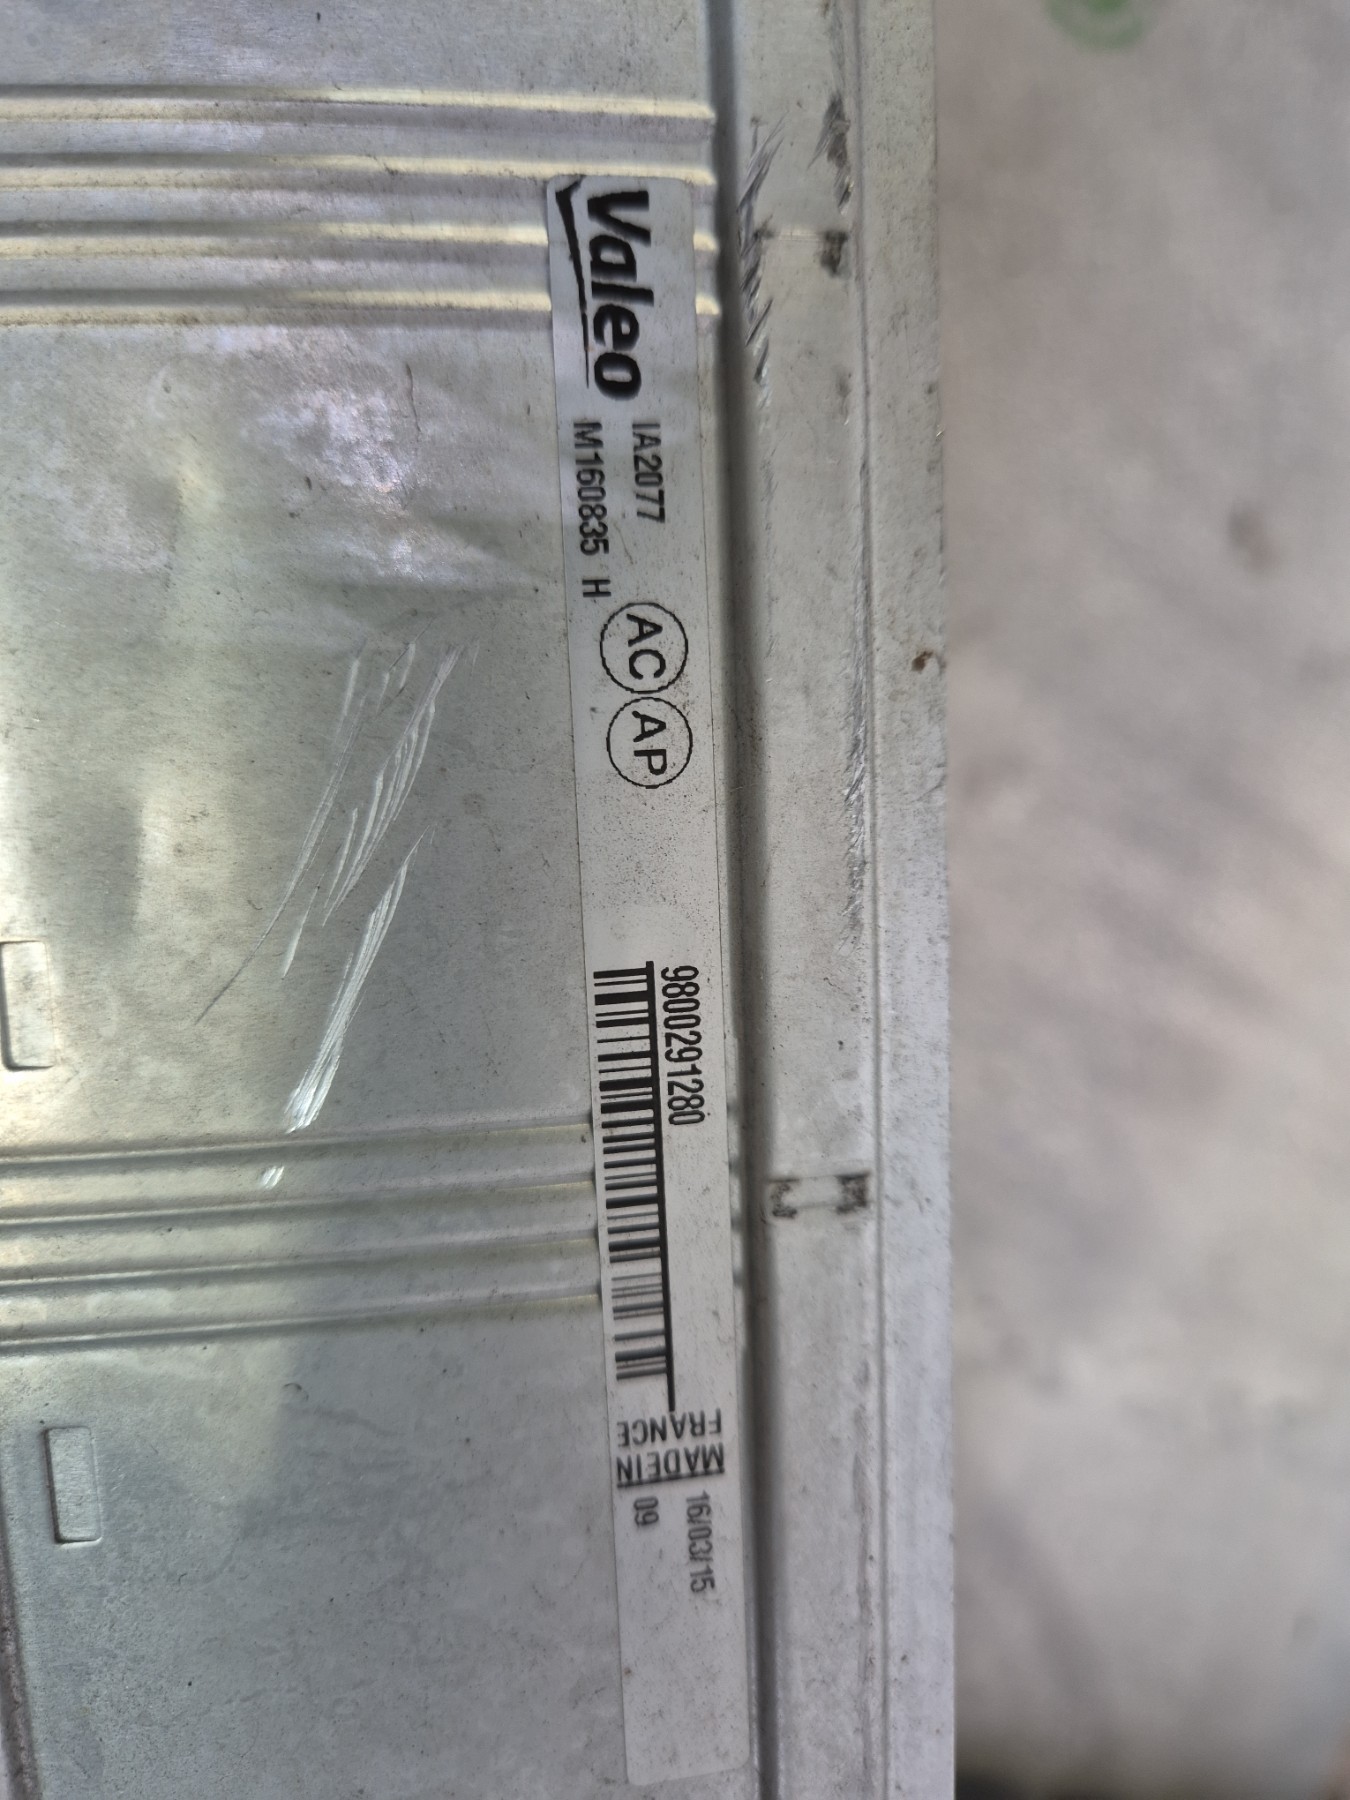 Valeo
IA2077
M160835 H
AC
AP
9800291280
MADE IN
FRANCE
16/03/15
09